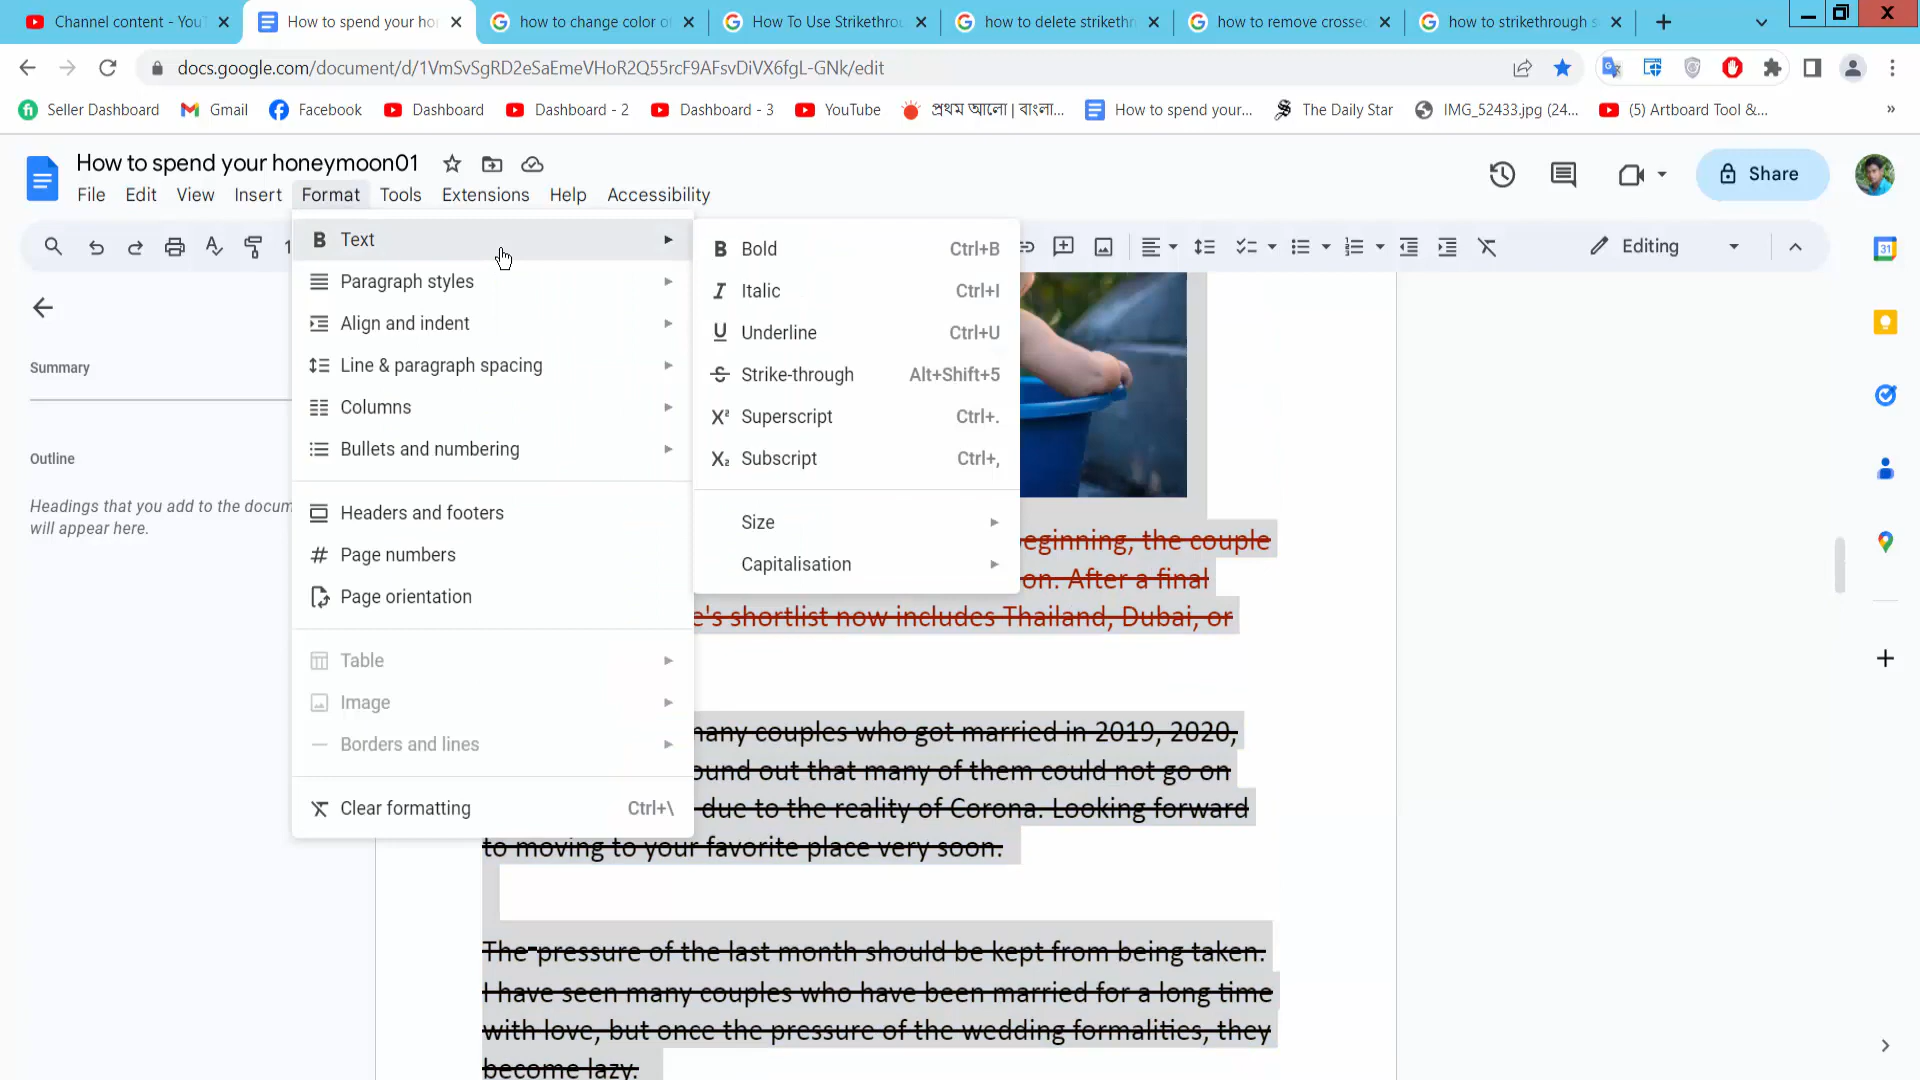 Channel content - YouT
How to spend your hon
how to change color of
How To Use Strikethrou
how to delete strikethr
how to remove crossed
how to strikethrough s
docs.google.com/document/d/1VmSvSgRD2eSaEmeVHoR2Q55rcF9AFsvDiVX6fgL-GNk/edit
Seller Dashboard
Gmail
Facebook
Dashboard
Dashboard - 2
Dashboard - 3
YouTube
প্রথম আলো | বাংলা...
How to spend your...
The Daily Star
IMG_52433.jpg (24...
(5) Artboard Tool &...
»
How to spend your honeymoon01
File Edit View Insert Format Tools Extensions Help Accessibility
Share
Editing
Text
Paragraph styles
Align and indent
Line & paragraph spacing
Columns
Bullets and numbering
Headers and footers
Page numbers
Page orientation
Table
Image
Borders and lines
Clear formatting Ctrl+\
Bold Ctrl+B
Italic Ctrl+I
Underline Ctrl+U
Strike-through Alt+Shift+5
Superscript Ctrl+.
Subscript Ctrl+,
Size
Capitalisation
Summary
Outline
Headings that you add to the docum
will appear here.
eginning, the couple
on. After a final
e's shortlist now includes Thailand, Dubai, or
many couples who got married in 2019, 2020,
ound out that many of them could not go on
due to the reality of Corona. Looking forward
to moving to your favorite place very soon.
The pressure of the last month should be kept from being taken.
I have seen many couples who have been married for a long time
with love, but once the pressure of the wedding formalities, they
become lazy.